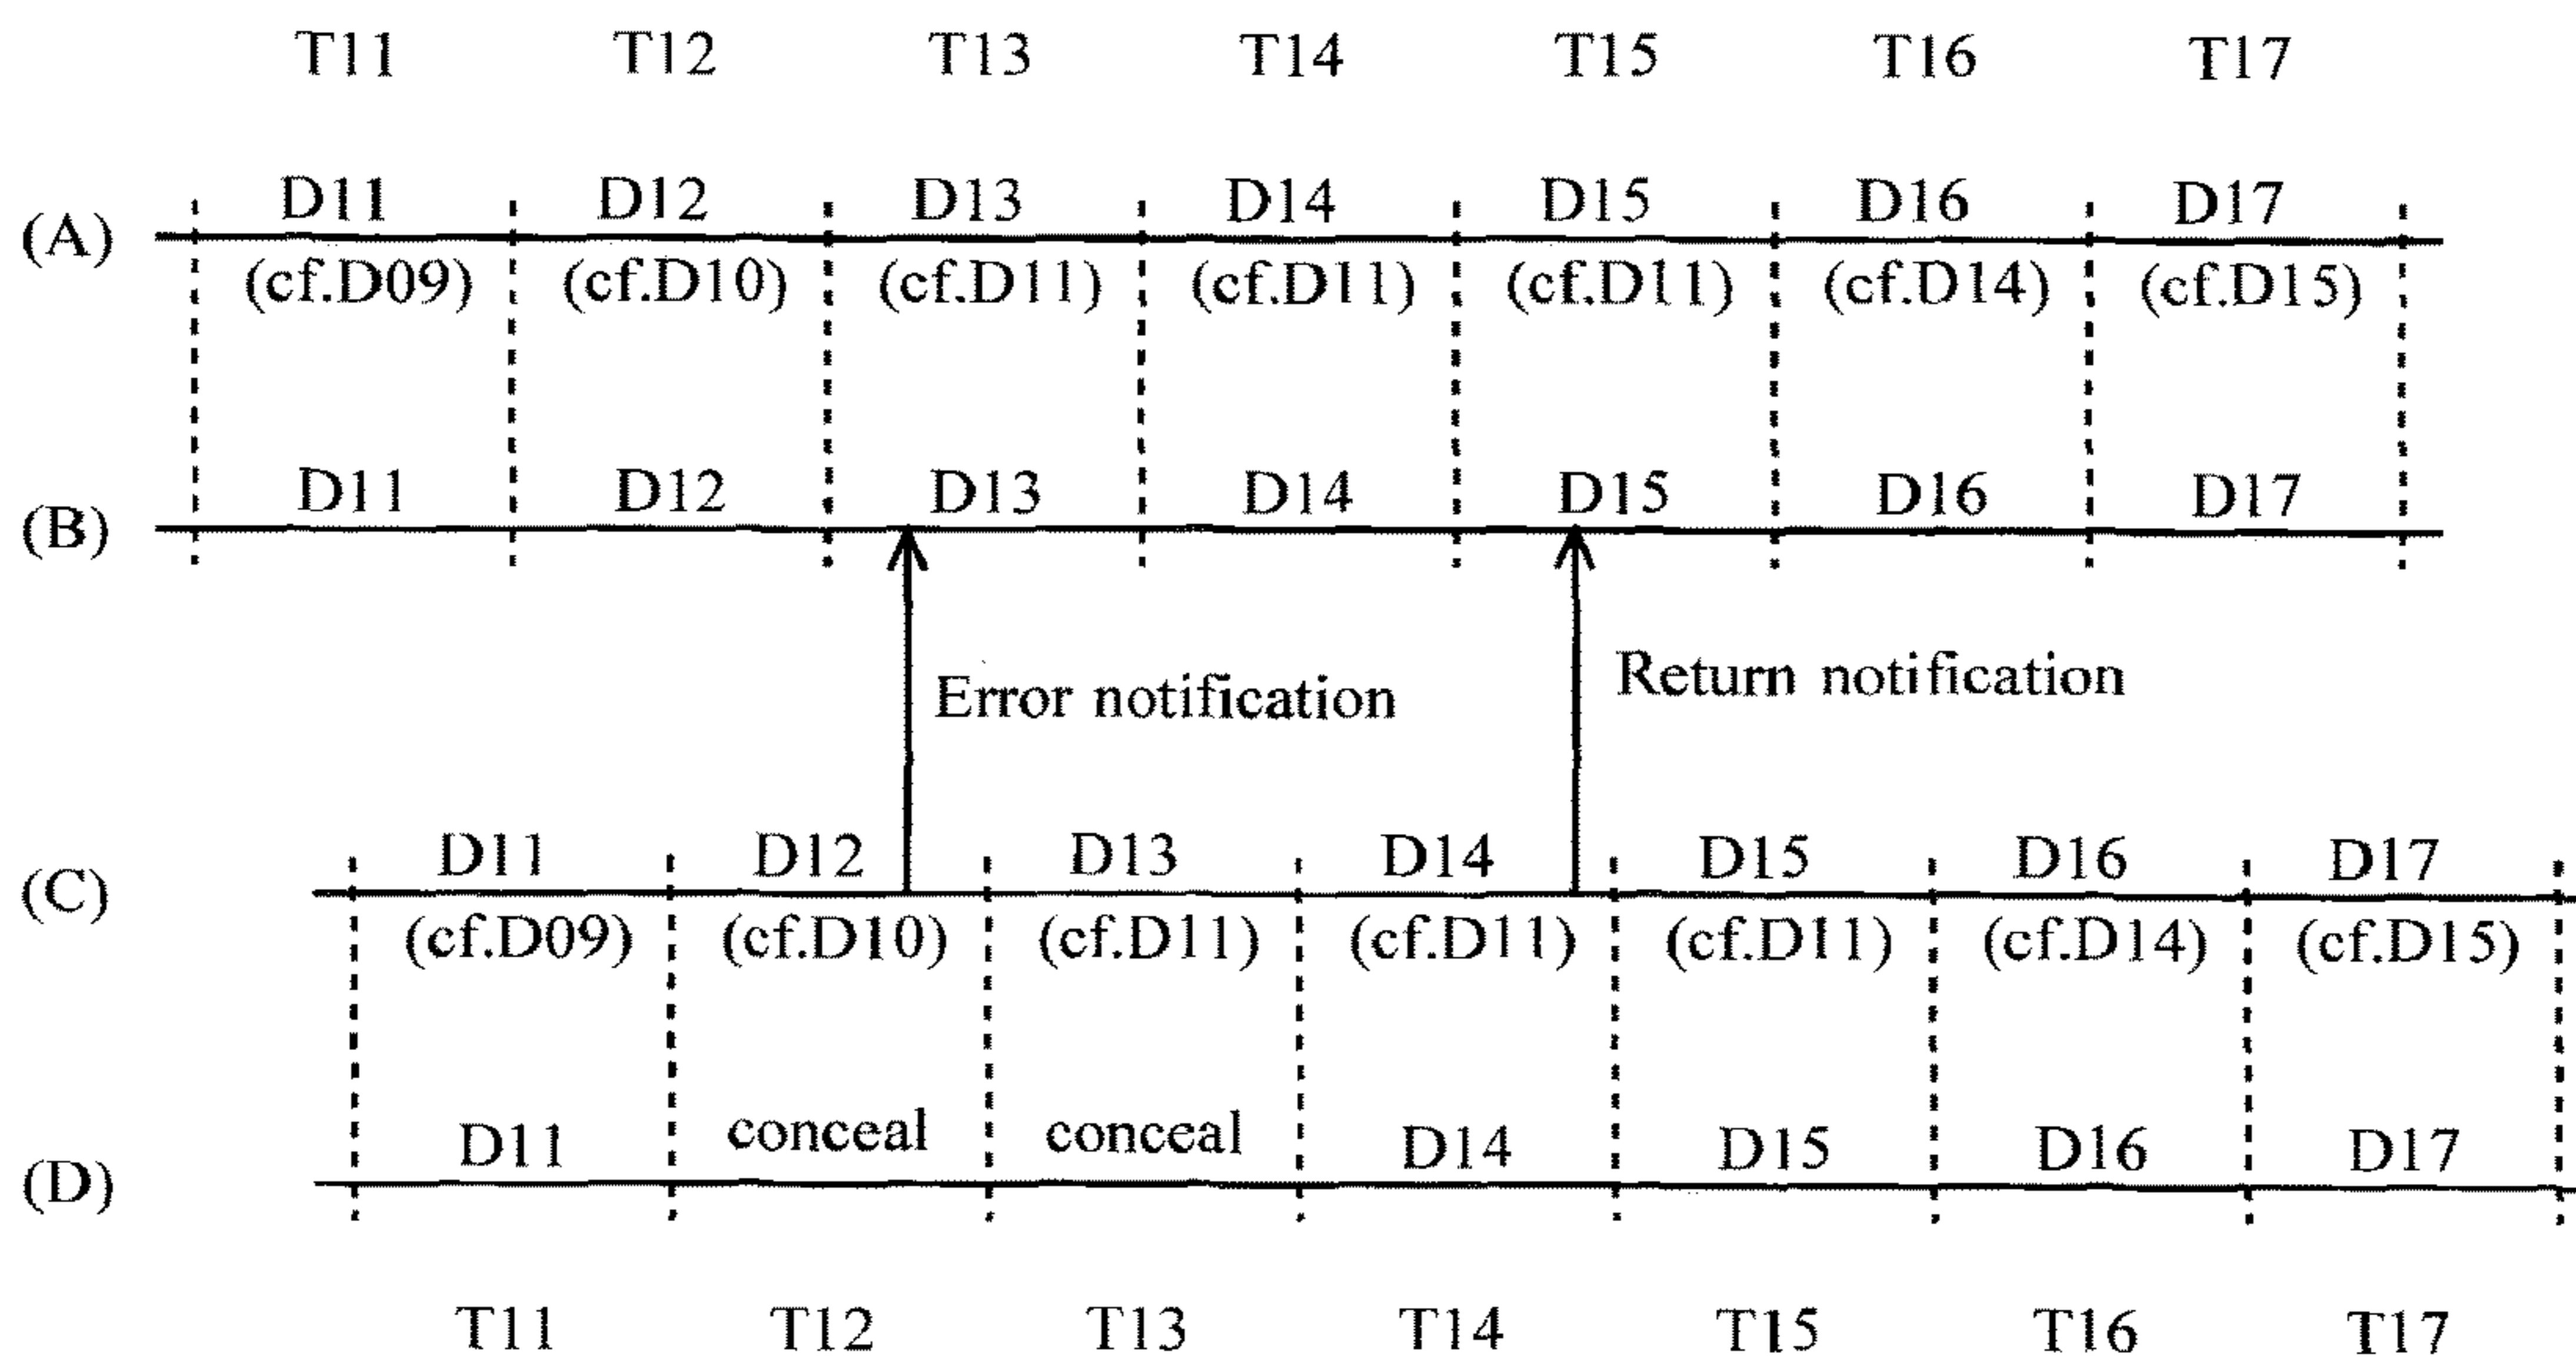 T11 T12 T13 T14 T15 T16 T17
D11 D12 D13 D14 D15 D16 D17
(A)
(cf.D09) (cf.D10) (cf.D11) (cf.D11) (cf.D11) (cf.D14) (cf.D15)
D11 D12 D13 D14 D15 D16 D17
(B)
Error notification Return notification
D11 D12 D13 D14 D15 D16 D17
(C)
(cf.D09) (cf.D10) (cf.D11) (cf.D11) (cf.D11) (cf.D14) (cf.D15)
D11 conceal conceal D14 D15 D16 D17
(D)
T11 T12 T13 T14 T15 T16 T17